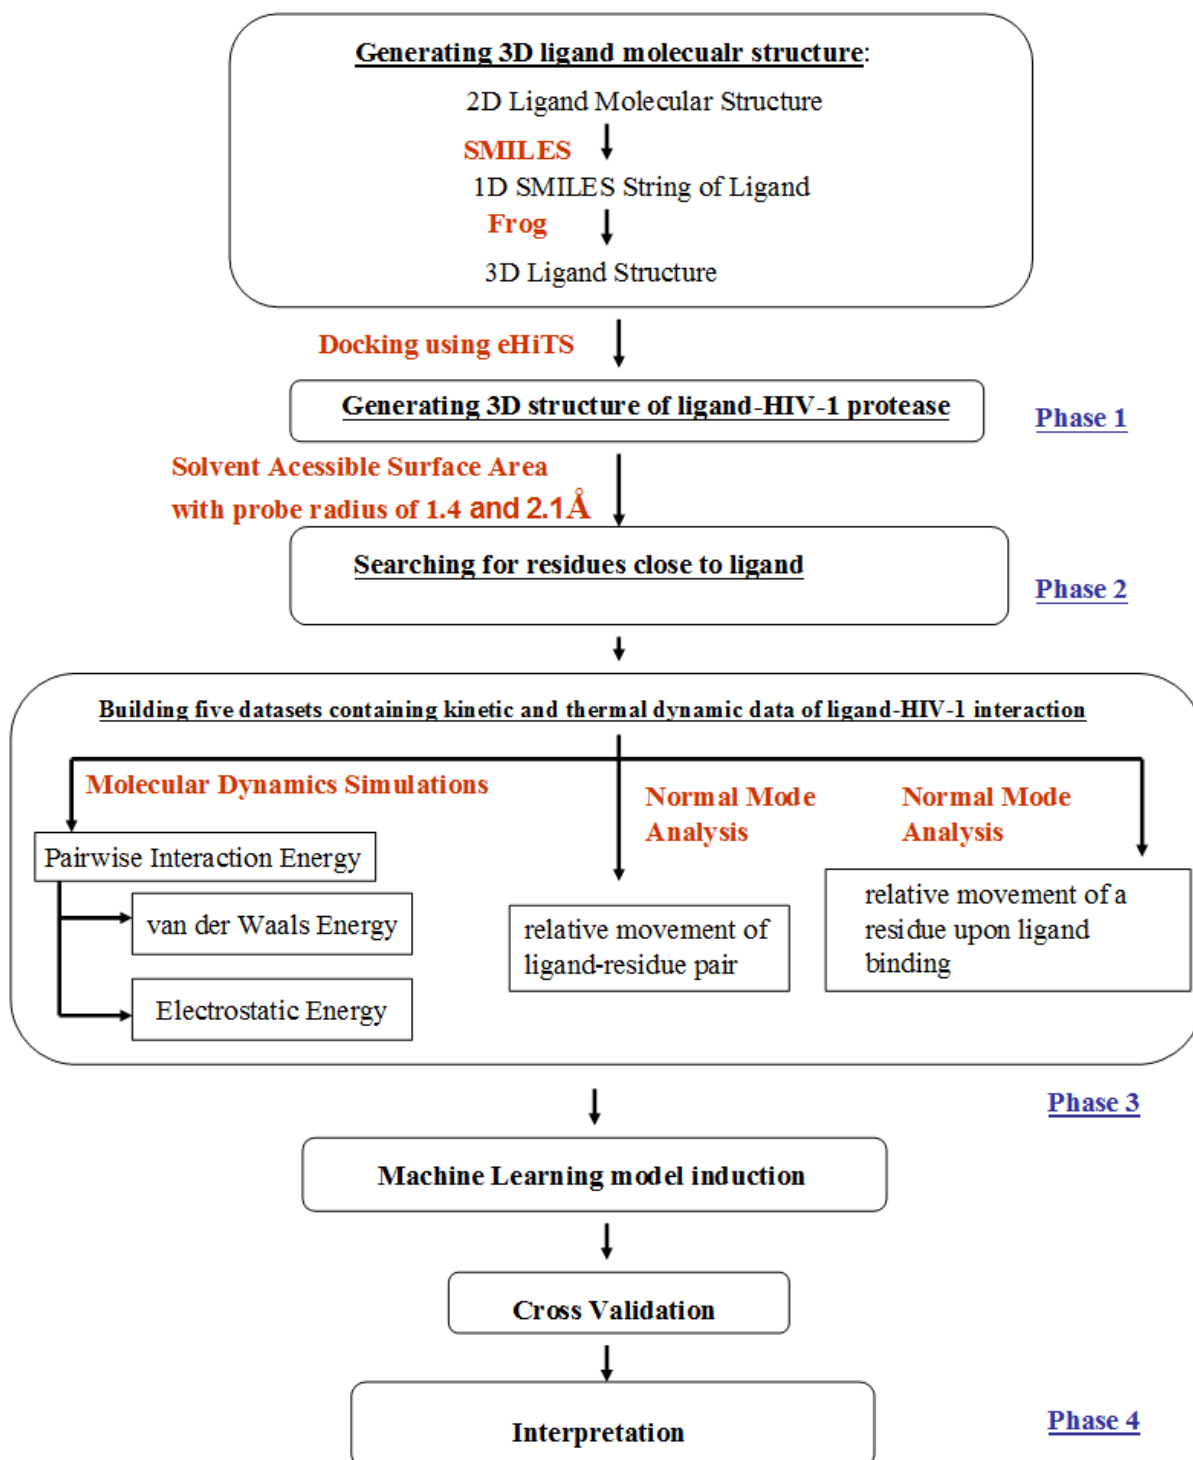 Generating 3D ligand molecualr structure:
2D Ligand Molecular Structure
SMILES
1D SMILES String of Ligand
Frog
3D Ligand Structure
Docking using eHiTS
Generating 3D structure of ligand-HIV-1 protease
Phase 1
Solvent Acessible Surface Area
with probe radius of 1.4 and 2.1Å
Searching for residues close to ligand
Phase 2
Building five datasets containing kinetic and thermal dynamic data of ligand-HIV-1 interaction
Molecular Dynamics Simulations
Normal Mode
Analysis
Normal Mode
Analysis
Pairwise Interaction Energy
van der Waals Energy
Electrostatic Energy
relative movement of
ligand-residue pair
relative movement of a
residue upon ligand
binding
Phase 3
Machine Learning model induction
Cross Validation
Interpretation
Phase 4